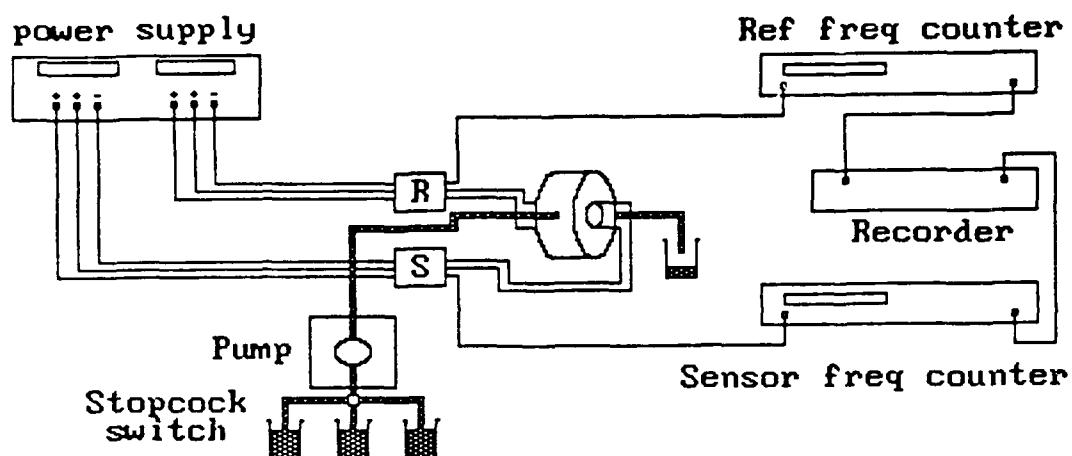 power supply
Ref freq counter
+ + - + + -
R
Recorder
S
Pump
Sensor freq counter
Stopcock
switch